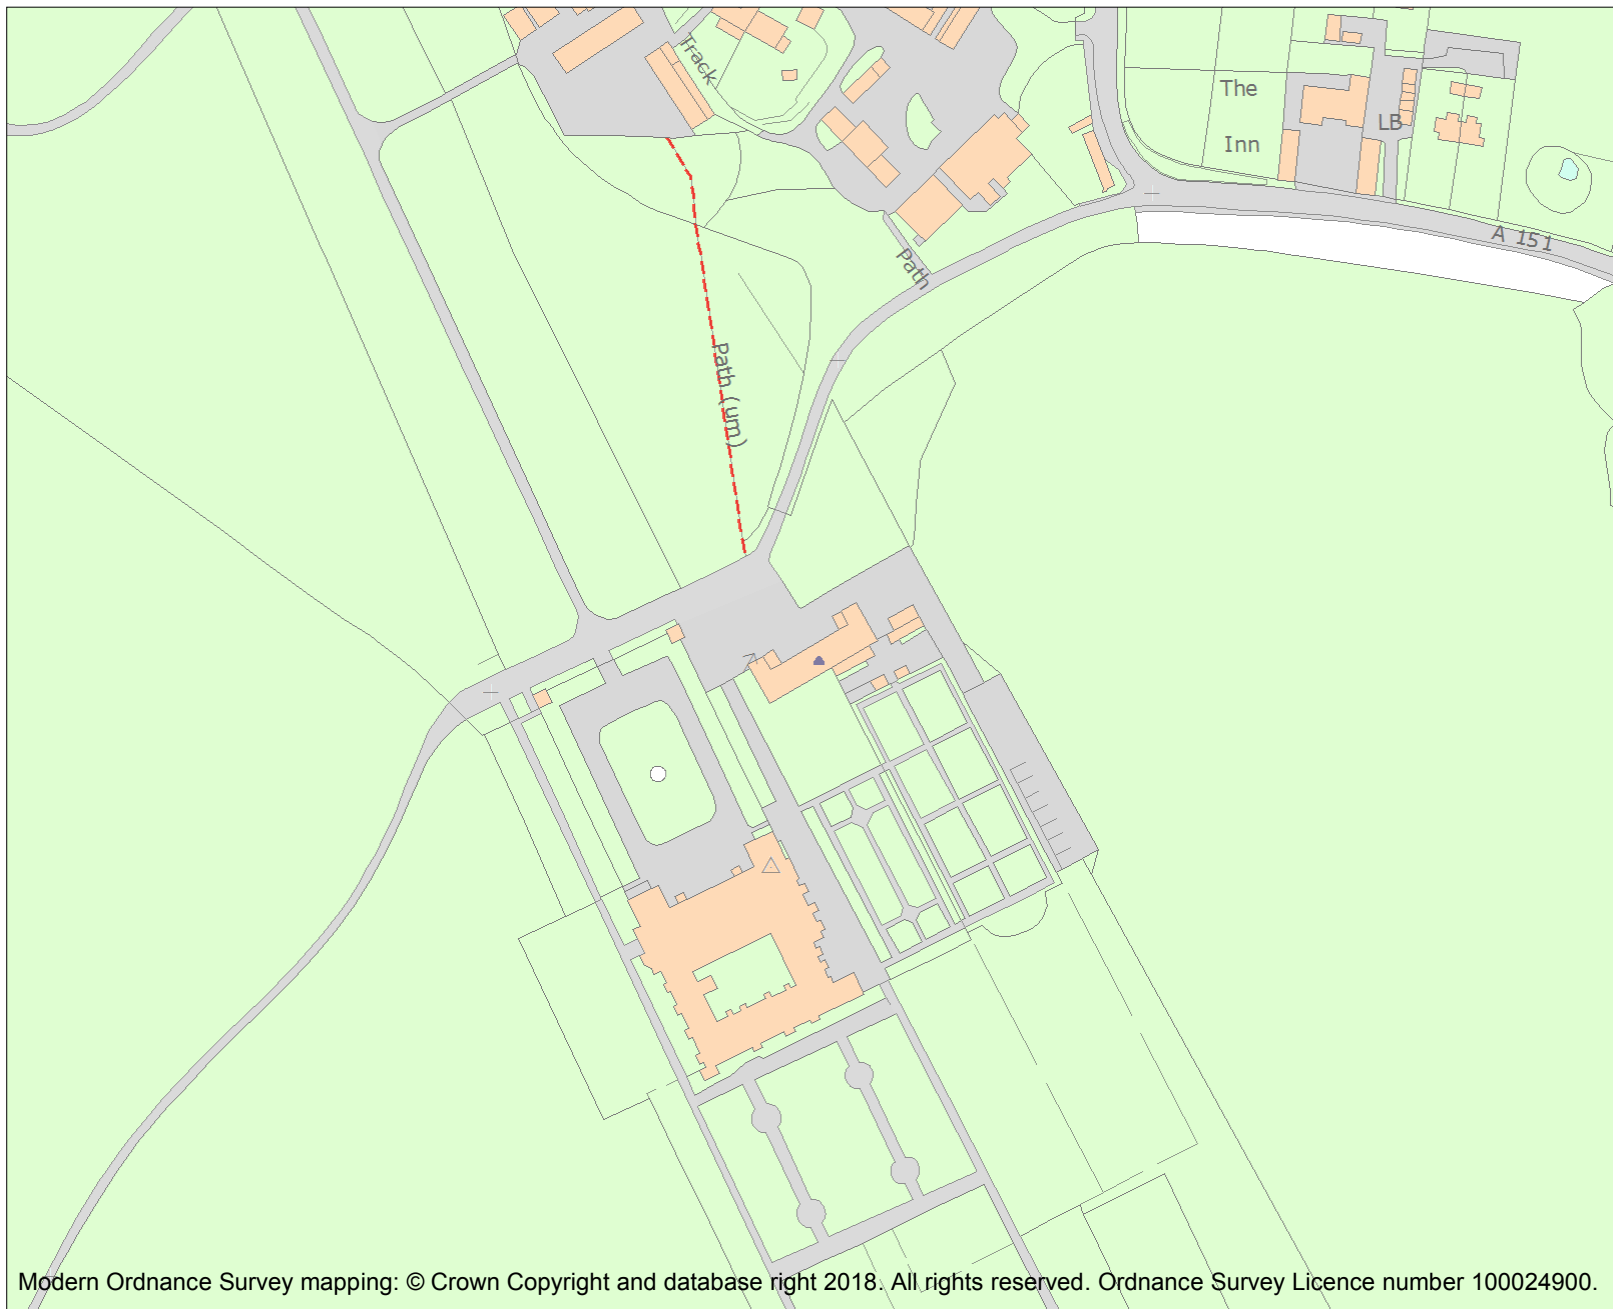 Track
The
LB
Inn
A 151
Path
Path (um)
Modern Ordnance Survey mapping: © Crown Copyright and database right 2018. All rights reserved. Ordnance Survey Licence number 100024900.